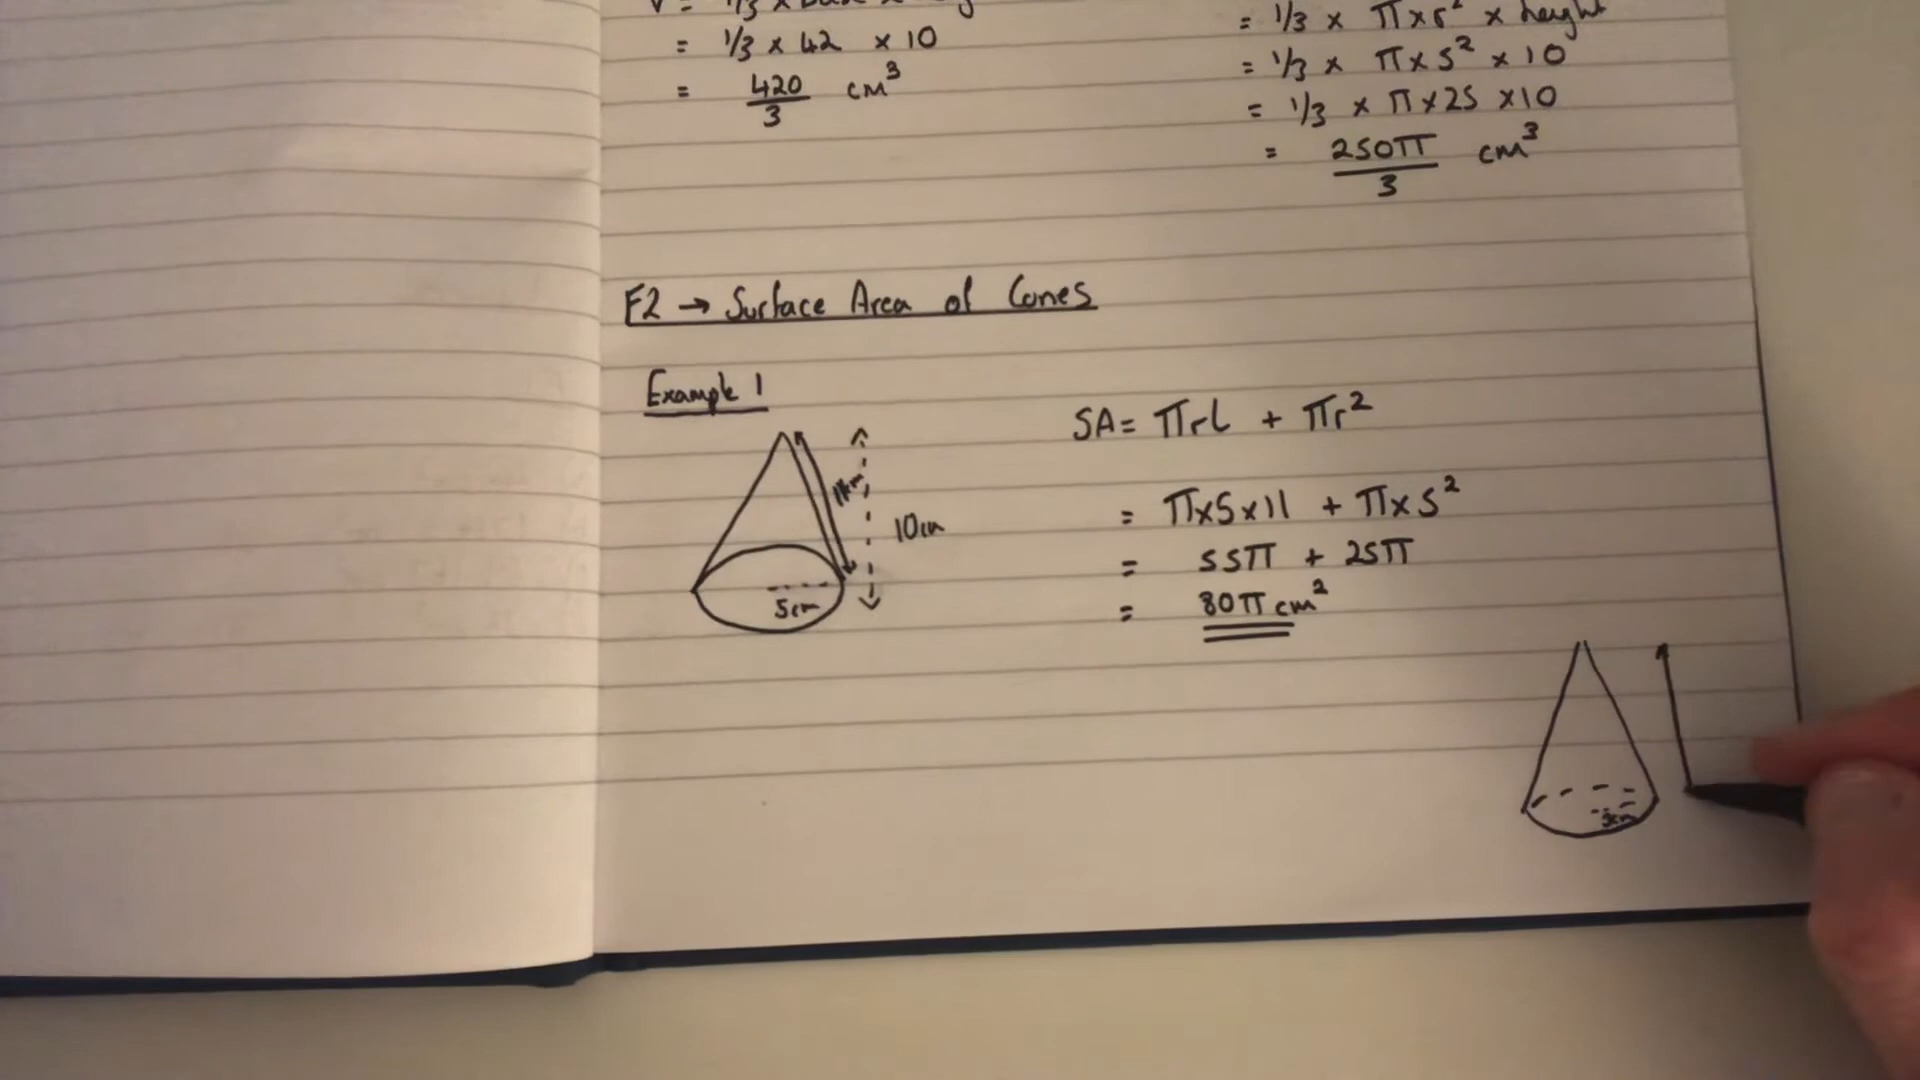 = 1/3 × 42 × 10
= 420/3 cm³
= 1/3 × π×r² × height
= 1/3 × π×5² × 10
= 1/3 × π×25 ×10
= 250π/3 cm³
F2 → Surface Area of Cones
Example 1
11cm
10cm
5cm
SA= πrl + πr²
= π×5×11 + π×5²
= 55π + 25π
= 80π cm²